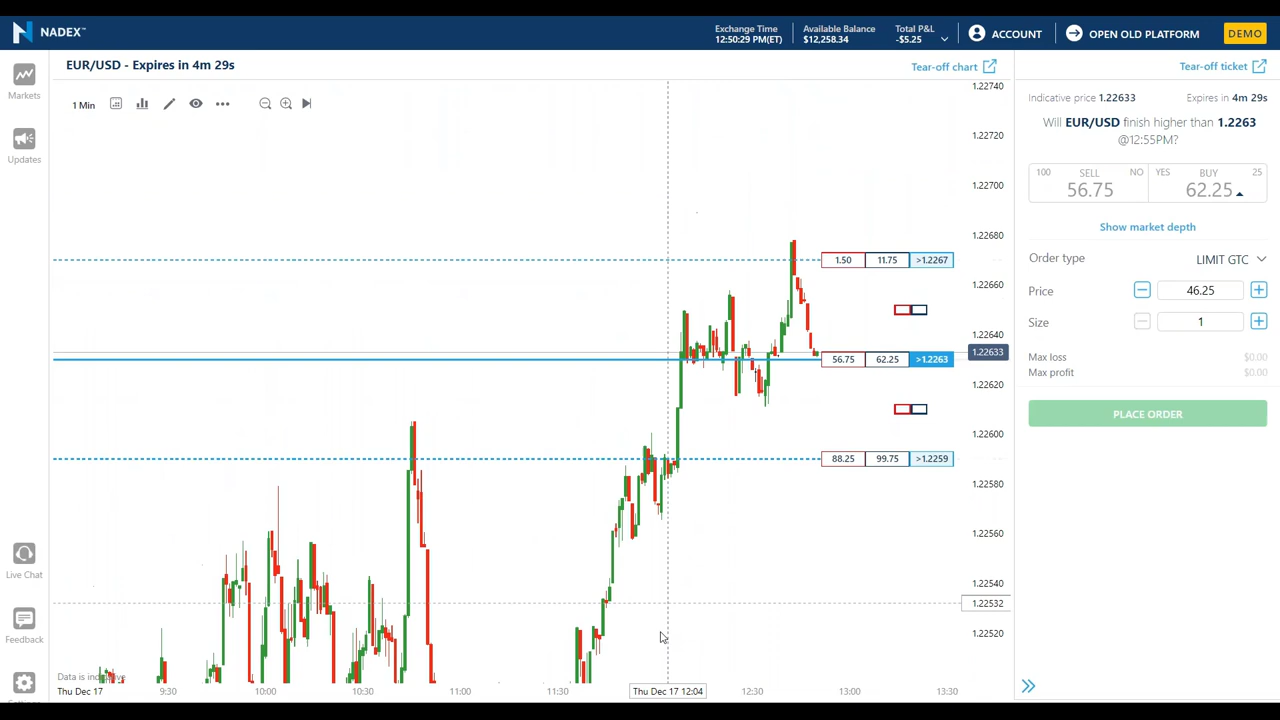 NADEX™
Exchange Time
12:50:29 PM(ET)
Available Balance
$12,258.34
Total P&L
-$5.25
ACCOUNT
OPEN OLD PLATFORM
DEMO
Markets
Updates
Live Chat
Feedback
EUR/USD - Expires in 4m 29s
Tear-off chart
1 Min
1.22740
1.22720
1.22700
1.22680
1.50 11.75 >1.2267
1.22660
1.22640
1.22633
56.75 62.25 >1.2263
1.22620
1.22600
88.25 99.75 >1.2259
1.22580
1.22560
1.22540
1.22532
1.22520
Data is indicative
Thu Dec 17 9:30 10:00 10:30 11:00 11:30 Thu Dec 17 12:04 12:30 13:00 13:30
Tear-off ticket
Indicative price 1.22633 Expires in 4m 29s
Will EUR/USD finish higher than 1.2263
@12:55PM?
100 SELL NO YES BUY 25
56.75 62.25
Show market depth
Order type LIMIT GTC
Price 46.25
Size 1
Max loss $0.00
Max profit $0.00
PLACE ORDER